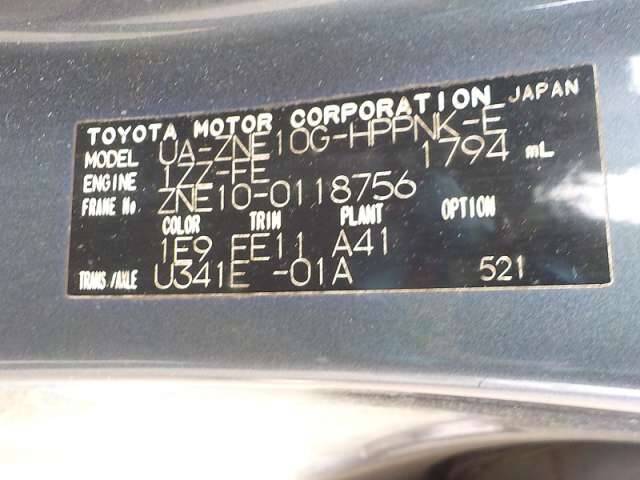 TOYOTA MOTOR CORPORATION JAPAN
MODEL UA-ZNE10G-HPPNK-E
ENGINE 1ZZ-FE 1794 mL
FRAME No. ZNE10-0118756
COLOR TRIM PLANT OPTION
1E9 FE11 A41
TRANS./AXLE U341E -01A 521